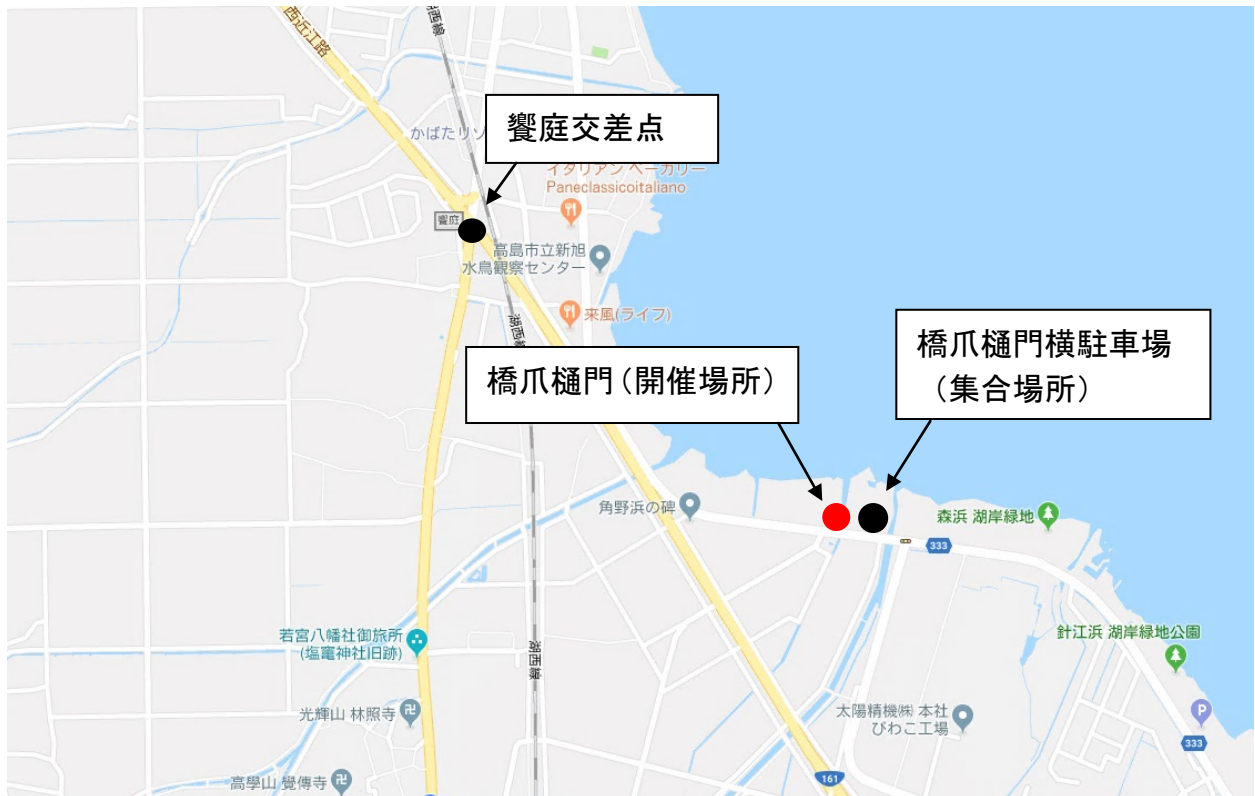 西近江路
湖西線
饗庭交差点
かばたリゾ
イタリアン ベーカリー
Paneclassicoitaliano
饗庭
高島市立新旭
水鳥観察センター
来風(ライフ)
湖西線
橋爪樋門(開催場所)
橋爪樋門横駐車場
(集合場所)
角野浜の碑
森浜 湖岸緑地
333
若宮八幡社御旅所
(塩竈神社旧跡)
湖西線
針江浜 湖岸緑地公園
光輝山 林照寺
太陽精機㈱ 本社
びわこ工場
P
333
高學山 覺傳寺
161